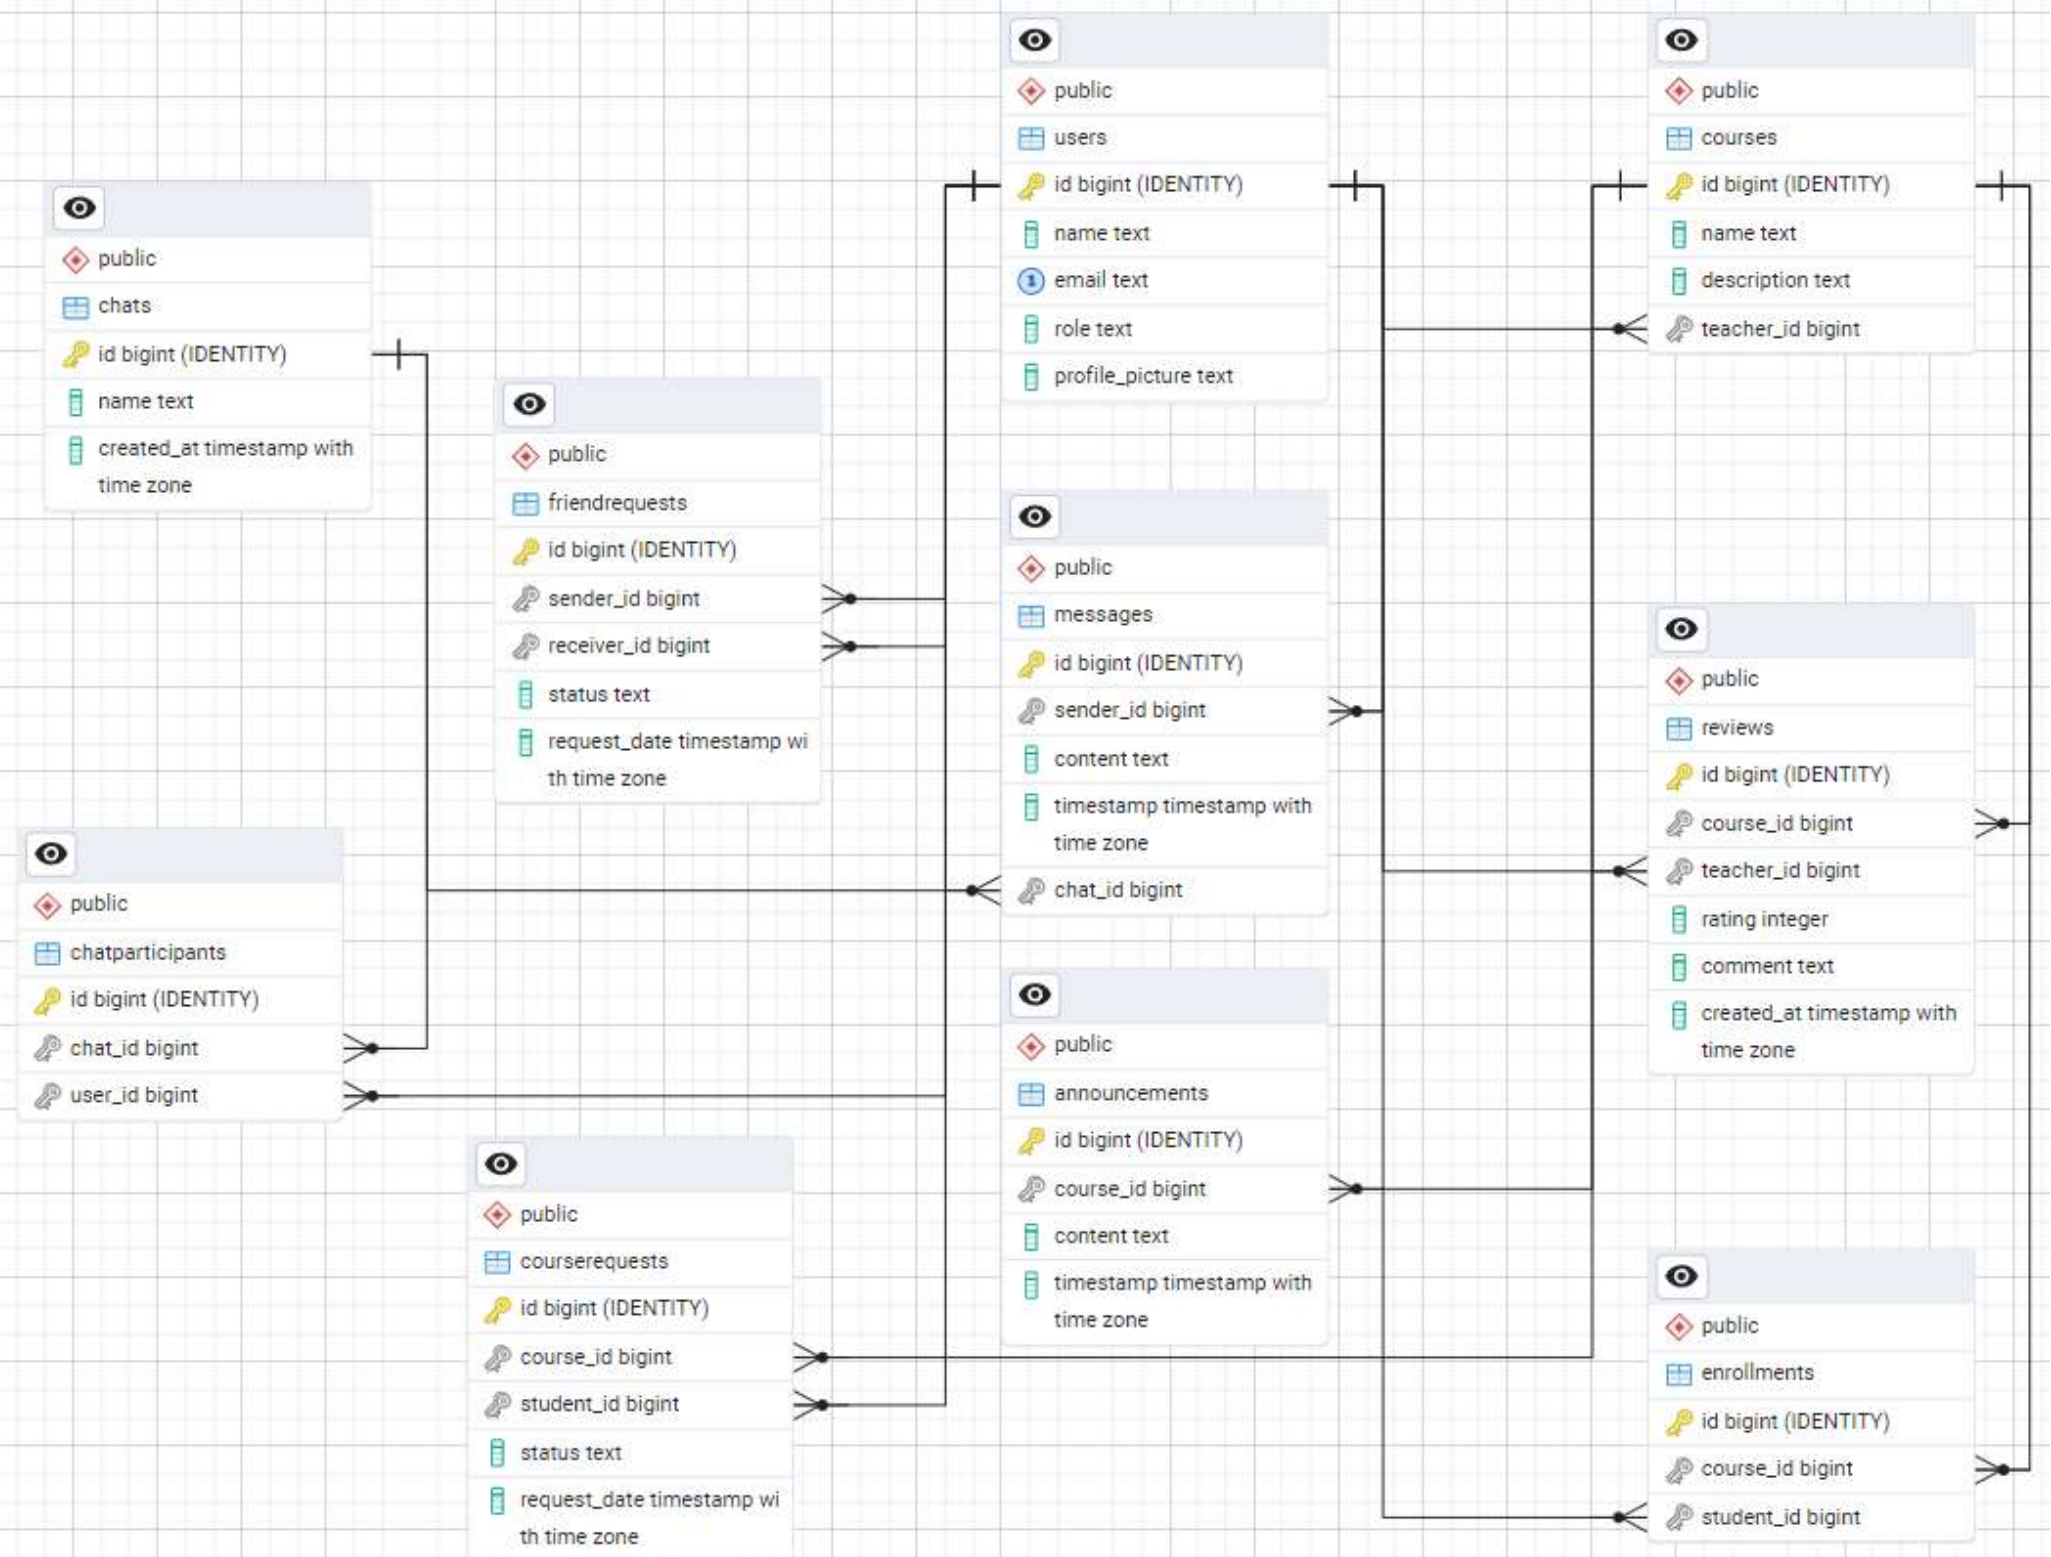 public
chats
id bigint (IDENTITY)
name text
created_at timestamp with
time zone
public
chatparticipants
id bigint (IDENTITY)
chat_id bigint
user_id bigint
public
friendrequests
id bigint (IDENTITY)
sender_id bigint
receiver_id bigint
status text
request_date timestamp wi
th time zone
public
courserequests
id bigint (IDENTITY)
course_id bigint
student_id bigint
status text
request_date timestamp wi
th time zone
public
users
id bigint (IDENTITY)
name text
1 email text
role text
profile_picture text
public
messages
id bigint (IDENTITY)
sender_id bigint
content text
timestamp timestamp with
time zone
chat_id bigint
public
announcements
id bigint (IDENTITY)
course_id bigint
content text
timestamp timestamp with
time zone
public
courses
id bigint (IDENTITY)
name text
description text
teacher_id bigint
public
reviews
id bigint (IDENTITY)
course_id bigint
teacher_id bigint
rating integer
comment text
created_at timestamp with
time zone
public
enrollments
id bigint (IDENTITY)
course_id bigint
student_id bigint